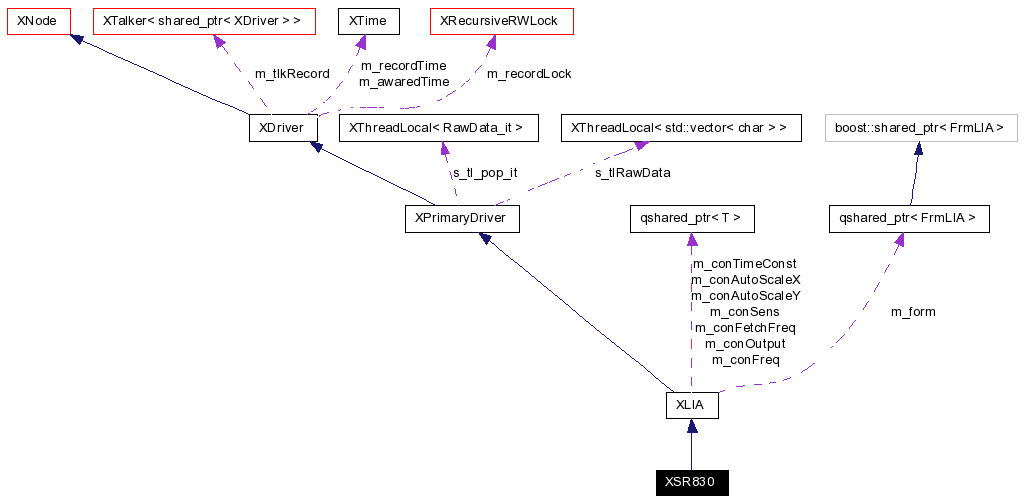 XNode
XTalker< shared_ptr< XDriver > >
XTime
XRecursiveRWLock
m_tlkRecord
m_recordTime
m_awaredTime
m_recordLock
XDriver
XThreadLocal< RawData_it >
XThreadLocal< std::vector< char > >
boost::shared_ptr< FrmLIA >
s_tl_pop_it
s_tlRawData
XPrimaryDriver
qshared_ptr< T >
qshared_ptr< FrmLIA >
m_conTimeConst
m_conAutoScaleX
m_conAutoScaleY
m_conSens
m_conFetchFreq
m_conOutput
m_conFreq
m_form
XLIA
XSR830